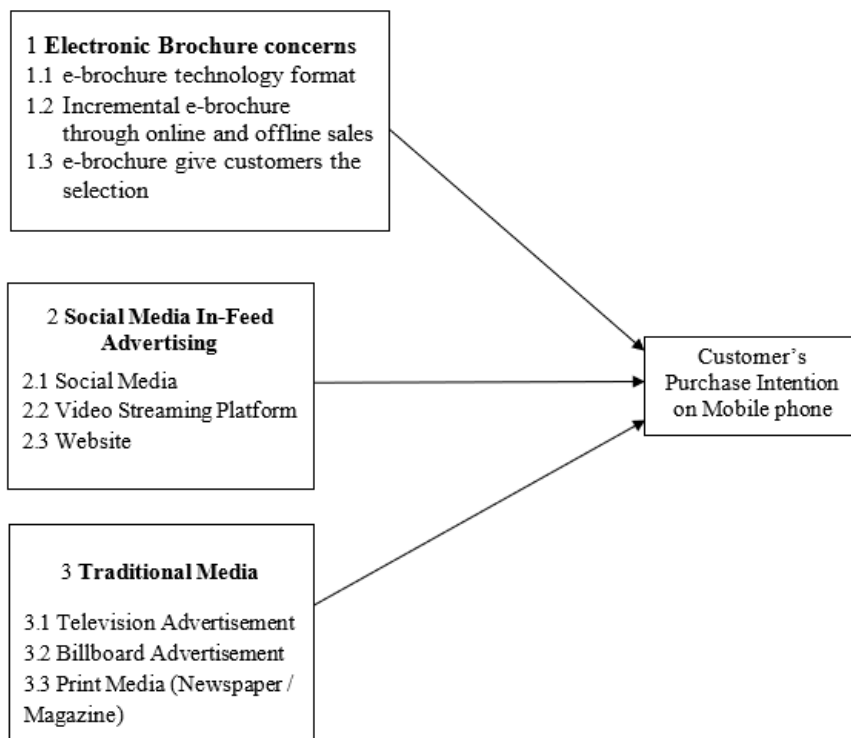 1 Electronic Brochure concerns
1.1 e-brochure technology format
1.2 Incremental e-brochure
through online and offline sales
1.3 e-brochure give customers the
selection
2 Social Media In-Feed
Advertising
2.1 Social Media
2.2 Video Streaming Platform
2.3 Website
Customer’s
Purchase Intention
on Mobile phone
3 Traditional Media
3.1 Television Advertisement
3.2 Billboard Advertisement
3.3 Print Media (Newspaper /
Magazine)